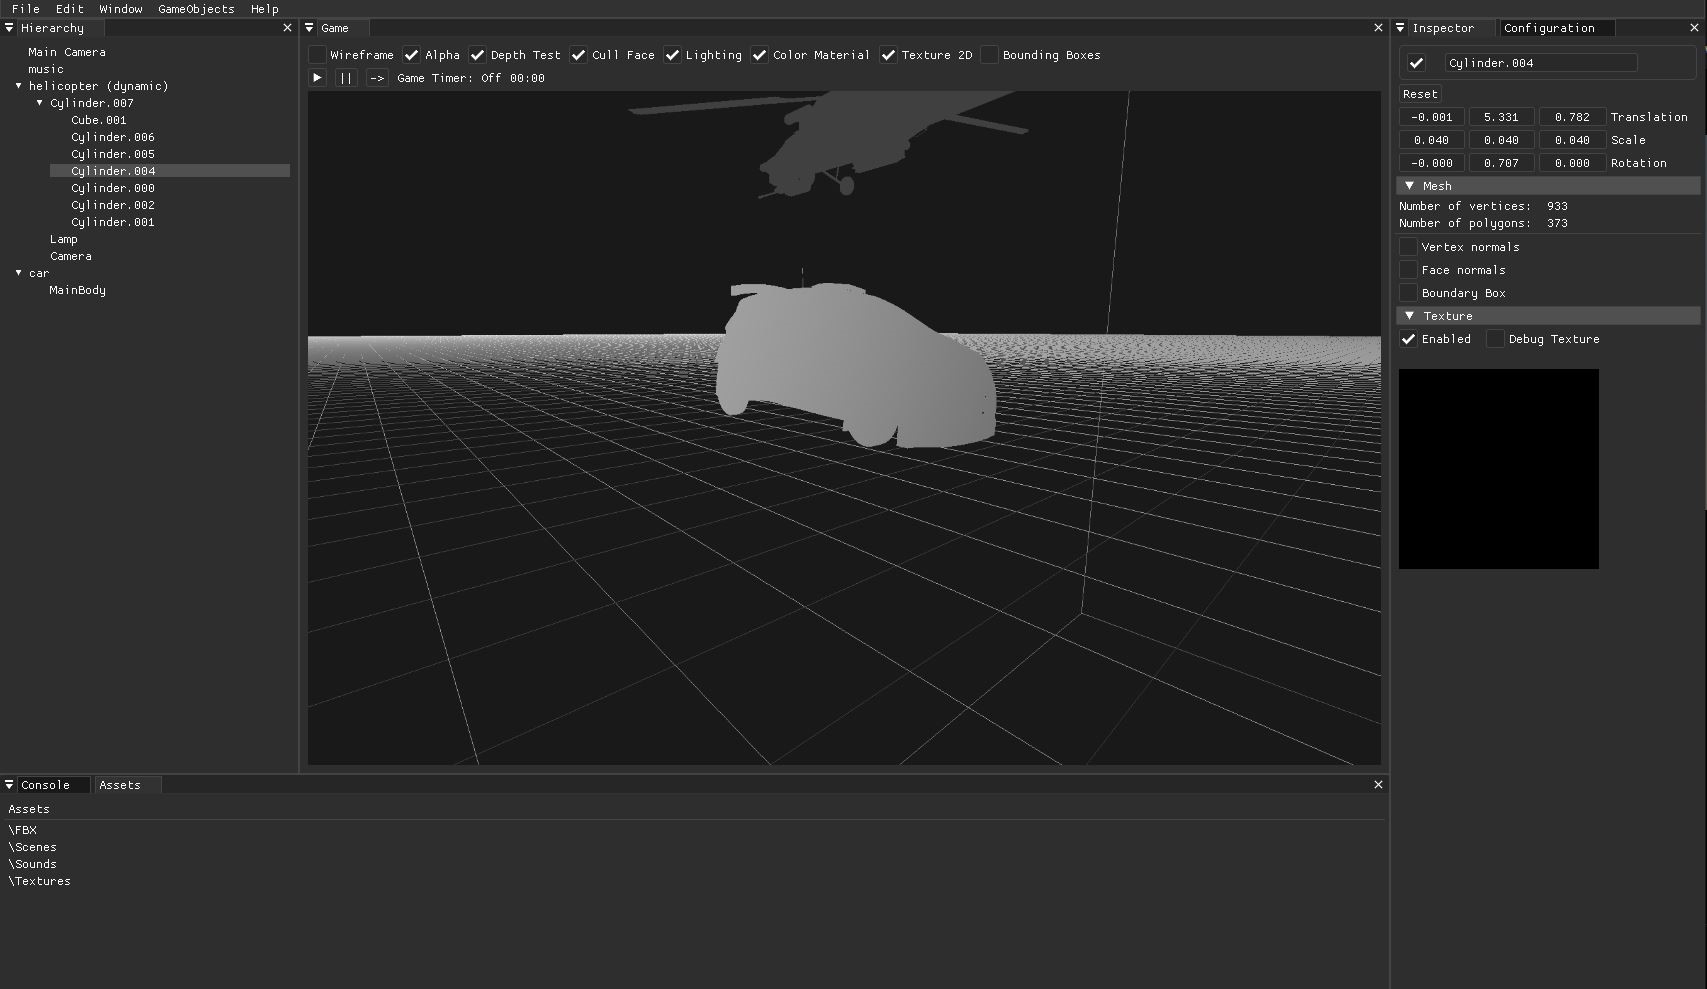 File Edit Window GameObjects Help
Hierarchy
Main Camera
music
helicopter (dynamic)
Cylinder.007
Cube.001
Cylinder.006
Cylinder.005
Cylinder.004
Cylinder.000
Cylinder.002
Cylinder.001
Lamp
Camera
car
MainBody
Game
Wireframe Alpha Depth Test Cull Face Lighting Color Material Texture 2D Bounding Boxes
|| -> Game Timer: Off 00:00
Inspector Configuration
Cylinder.004
Reset
-0.001 5.331 0.782 Translation
0.040 0.040 0.040 Scale
-0.000 0.707 0.000 Rotation
Mesh
Number of vertices: 933
Number of polygons: 373
Vertex normals
Face normals
Boundary Box
Texture
Enabled Debug Texture
Console Assets
Assets
\FBX
\Scenes
\Sounds
\Textures